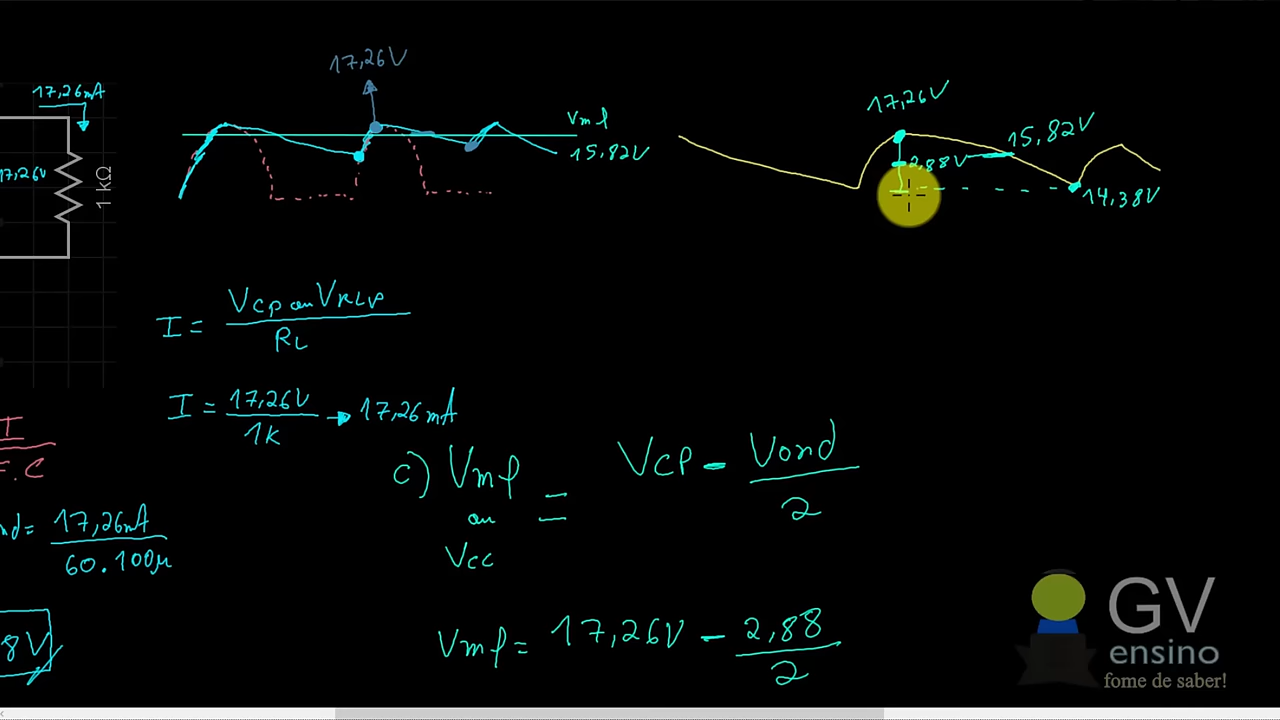 17,26V
17,26mA
17,26V
1 kΩ
Vmf
15,82V
17,26V
2,88V
15,82V
14,38V
I = VCP ou VRLP
RL
I = 17,26V → 17,26mA
1K
I
F.C
nd = 17,26mA
60.100µ
8V
c) Vmf
ou
Vcc
= VCP - Vond
2
Vmf = 17,26V - 2,88
2
GV
ensino
fome de saber!